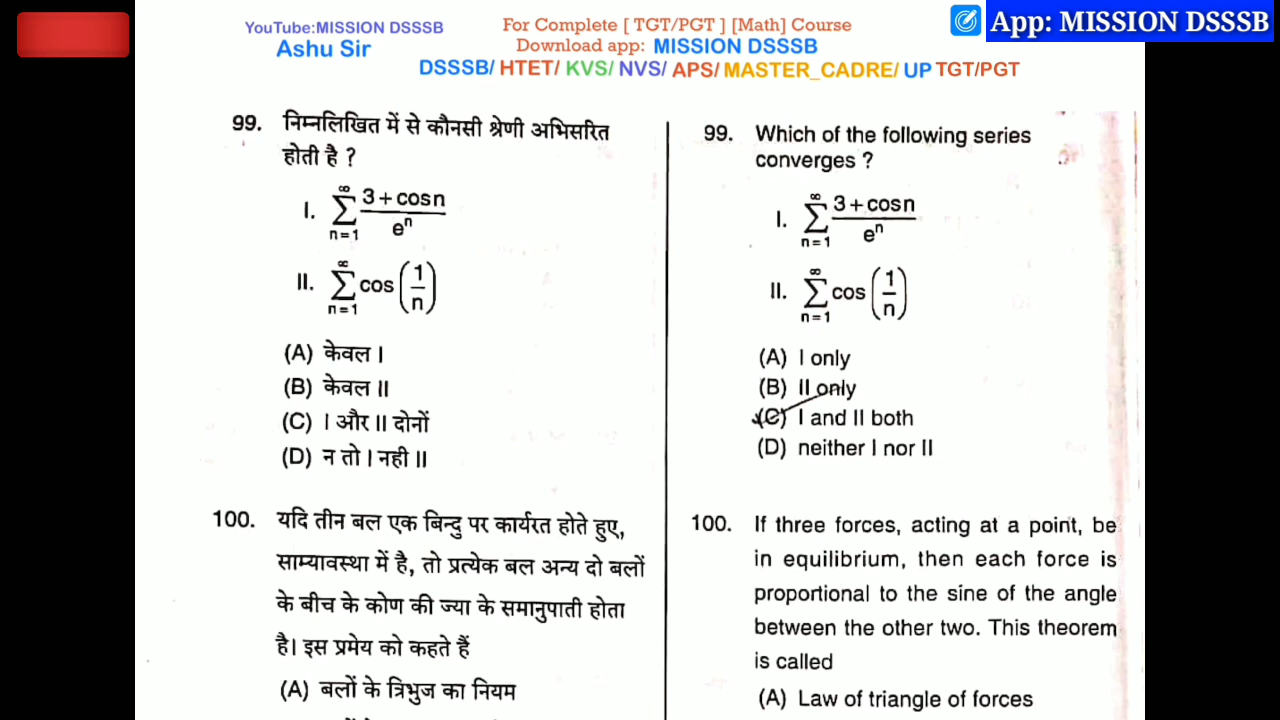 YouTube:MISSION DSSSB
Ashu Sir
For Complete [ TGT/PGT ] [Math] Course
Download app: MISSION DSSSB
DSSSB/ HTET/ KVS/ NVS/ APS/ MASTER_CADRE/ UP TGT/PGT
App: MISSION DSSSB
99. निम्नलिखित में से कौनसी श्रेणी अभिसरित
होती है ?
I. ∞ ∑ n=1 3+cosn / eⁿ
II. ∞ ∑ n=1 cos (1/n)
(A) केवल I
(B) केवल II
(C) I और II दोनों
(D) न तो I नही II
100. यदि तीन बल एक बिन्दु पर कार्यरत होते हुए,
साम्यावस्था में है, तो प्रत्येक बल अन्य दो बलों
के बीच के कोण की ज्या के समानुपाती होता
है। इस प्रमेय को कहते हैं
(A) बलों के त्रिभुज का नियम
99. Which of the following series
converges ?
I. ∞ ∑ n=1 3+cosn / eⁿ
II. ∞ ∑ n=1 cos (1/n)
(A) I only
(B) II only
(C) I and II both
(D) neither I nor II
100. If three forces, acting at a point, be
in equilibrium, then each force is
proportional to the sine of the angle
between the other two. This theorem
is called
(A) Law of triangle of forces